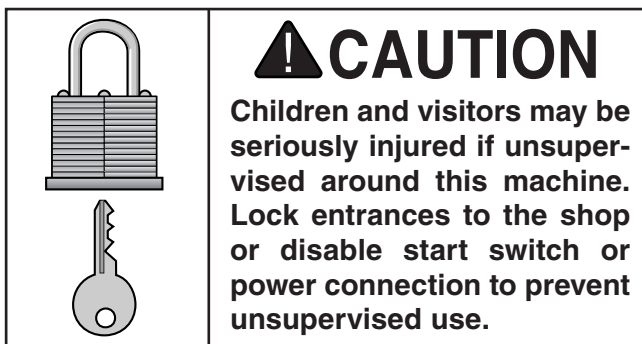 CAUTION
Children and visitors may be
seriously injured if unsuper-
vised around this machine.
Lock entrances to the shop
or disable start switch or
power connection to prevent
unsupervised use.